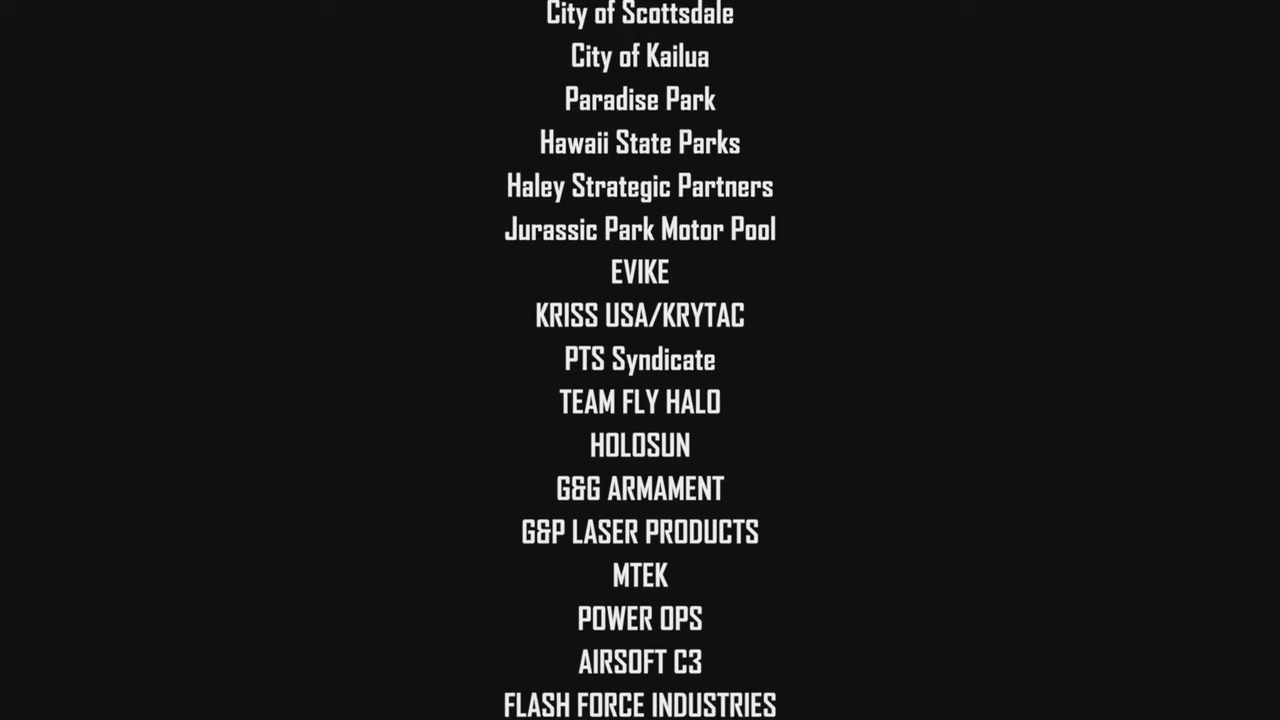 City of Scottsdale
City of Kailua
Paradise Park
Hawaii State Parks
Haley Strategic Partners
Jurassic Park Motor Pool
EVIKE
KRISS USA/KRYTAC
PTS Syndicate
TEAM FLY HALO
HOLOSUN
G&G ARMAMENT
G&P LASER PRODUCTS
MTEK
POWER OPS
AIRSOFT C3
FLASH FORCE INDUSTRIES